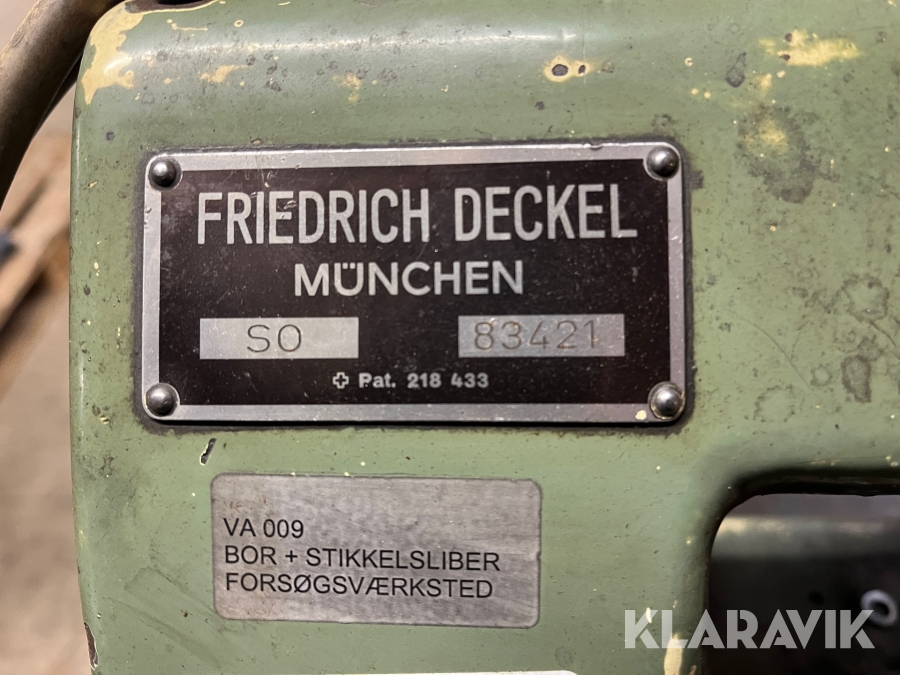 FRIEDRICH DECKEL
MÜNCHEN
SO 83421
Pat. 218 433
VA 009
BOR + STIKKELSLIBER
FORSØGSVÆRKSTED
KLARAVIK